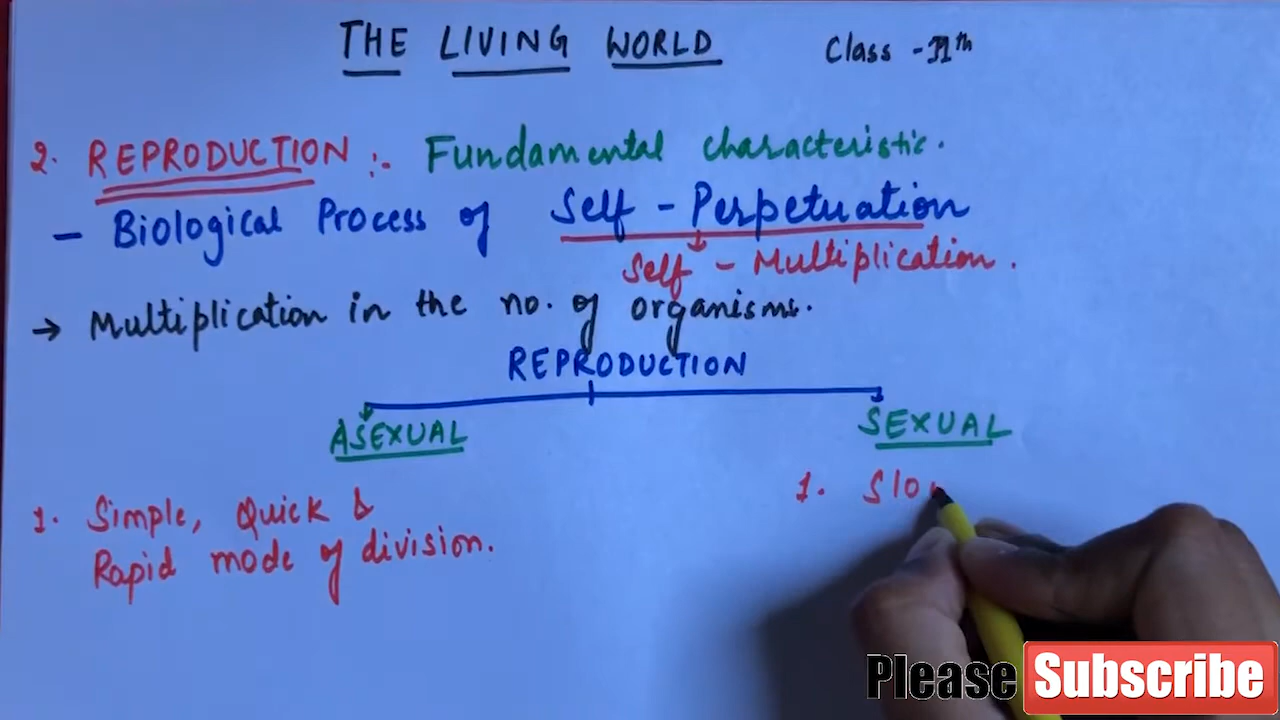 THE LIVING WORLD Class - 11th
2. REPRODUCTION :- Fundamental characteristic.
- Biological Process of Self - Perpetuation
Self - Multiplication.
→ Multiplication in the no. of organisms.
REPRODUCTION
ASEXUAL SEXUAL
1. Simple, Quick &
Rapid mode of division.
1. Slo
Please Subscribe